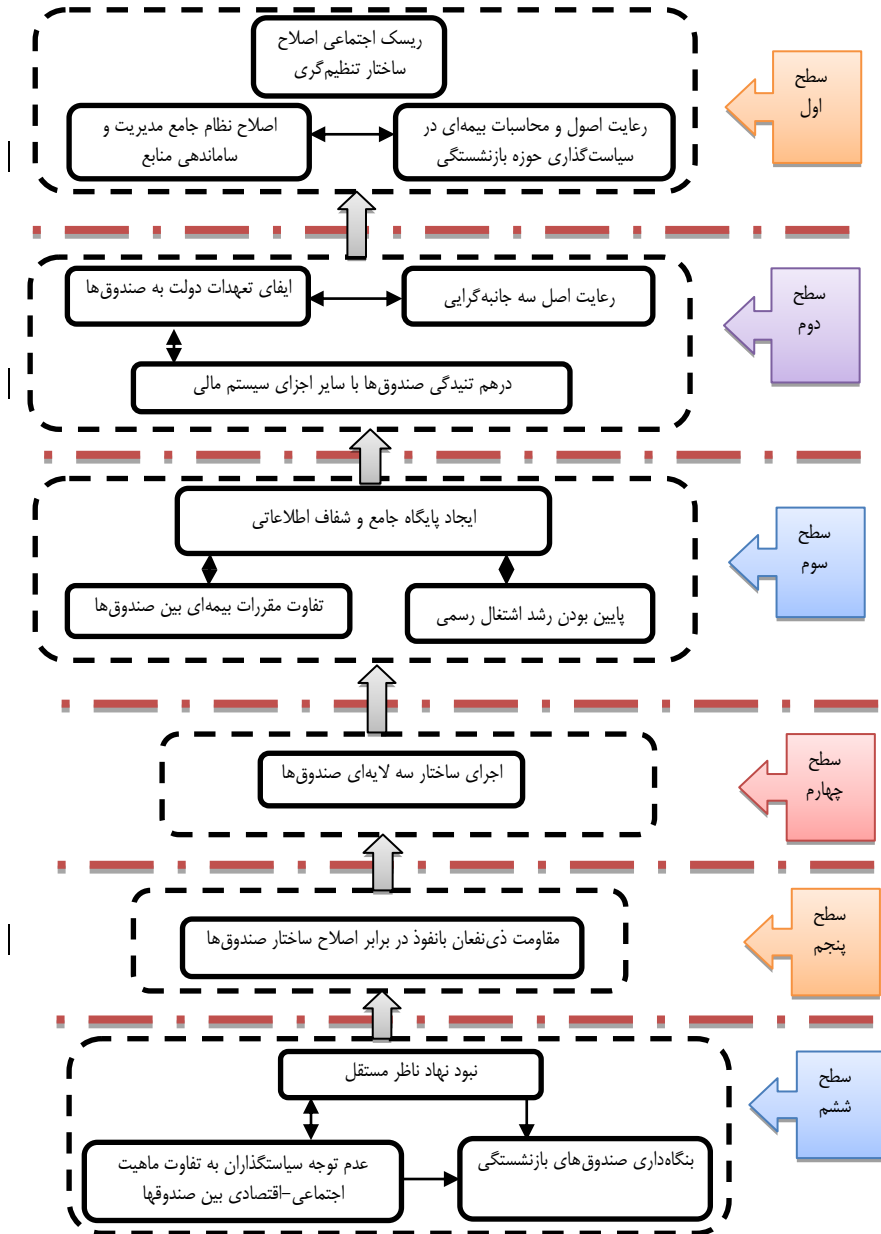 ریسک اجتماعی اصلاح
ساختار تنظیم‌گری
سطح
اول
رعایت اصول و محاسبات بیمه‌ای در
سیاست‌گذاری حوزه بازنشستگی
اصلاح نظام جامع مدیریت و
ساماندهی منابع
سطح
دوم
رعایت اصل سه جانبه‌گرایی
ایفای تعهدات دولت به صندوق‌ها
درهم تنیدگی صندوق‌ها با سایر اجزای سیستم مالی
سطح
سوم
ایجاد پایگاه جامع و شفاف اطلاعاتی
پایین بودن رشد اشتغال رسمی
تفاوت مقررات بیمه‌ای بین صندوق‌ها
سطح
چهارم
اجرای ساختار سه لایه‌ای صندوق‌ها
سطح
پنجم
مقاومت ذی‌نفعان بانفوذ در برابر اصلاح ساختار صندوق‌ها
سطح
ششم
نبود نهاد ناظر مستقل
بنگاه‌داری صندوق‌های بازنشستگی
عدم توجه سیاستگذاران به تفاوت ماهیت
اجتماعی-اقتصادی بین صندوقها